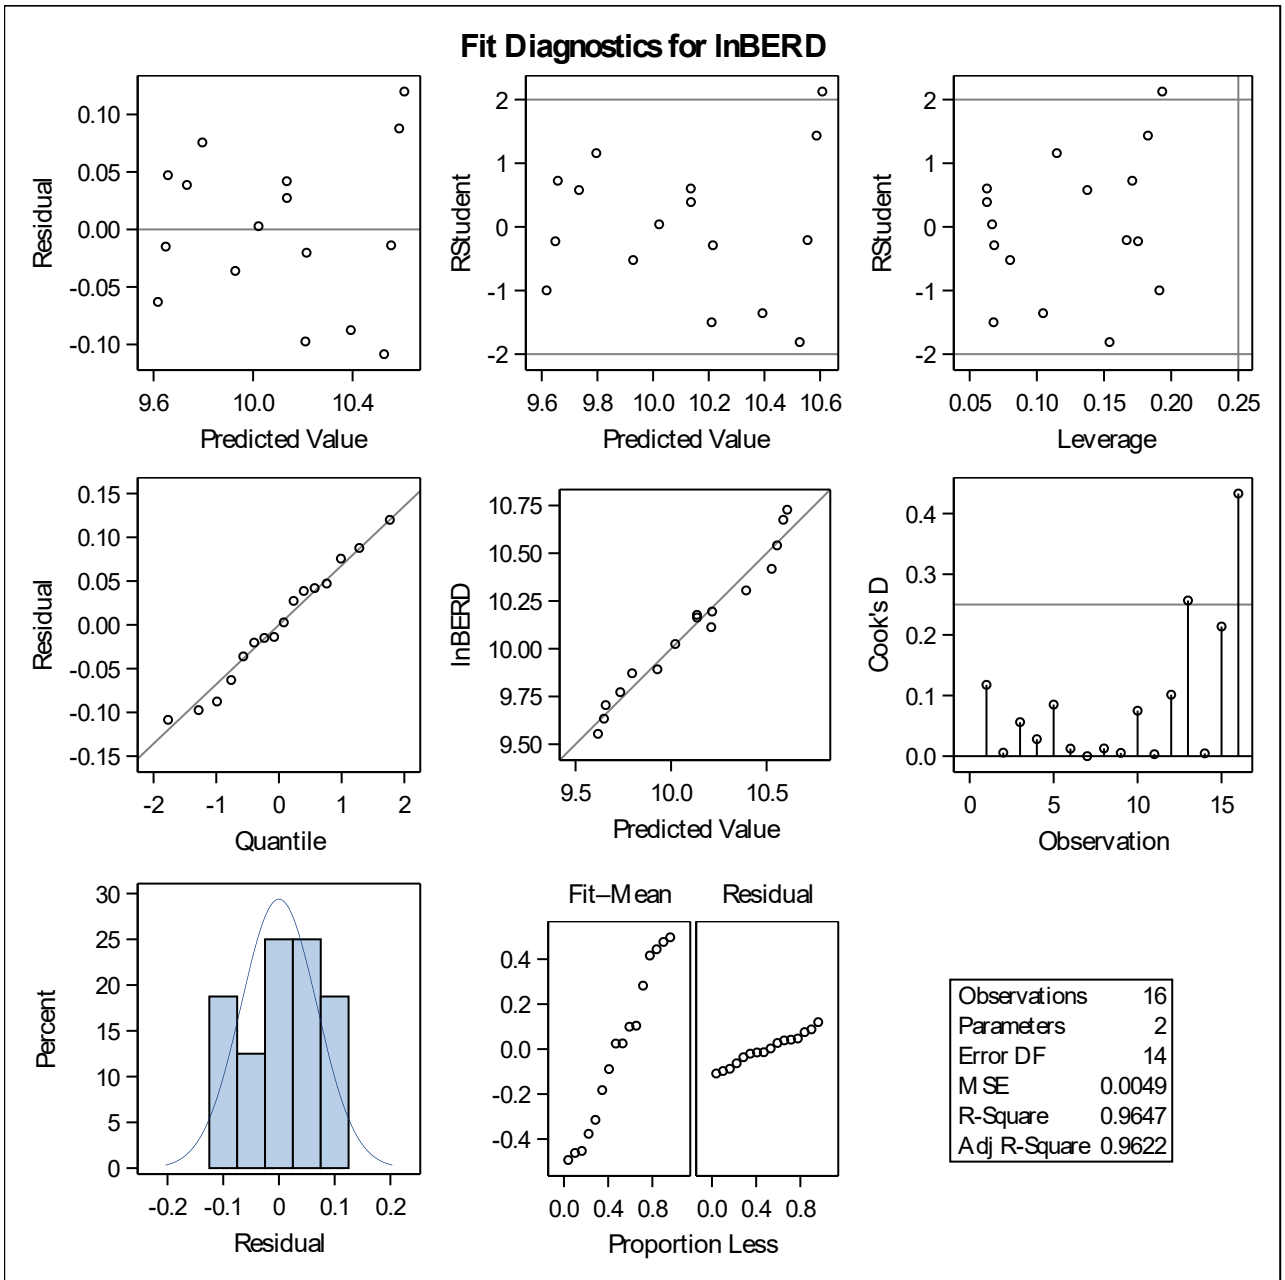 Fit Diagnostics for lnBERD
Residual
0.10
0.05
0.00
-0.05
-0.10
9.6 10.0 10.4
Predicted Value
RStudent
2
1
0
-1
-2
9.6 9.8 10.0 10.2 10.4 10.6
Predicted Value
RStudent
2
1
0
-1
-2
0.05 0.10 0.15 0.20 0.25
Leverage
Residual
0.15
0.10
0.05
0.00
-0.05
-0.10
-0.15
-2 -1 0 1 2
Quantile
lnBERD
10.75
10.50
10.25
10.00
9.75
9.50
9.5 10.0 10.5
Predicted Value
Cook's D
0.4
0.3
0.2
0.1
0.0
0 5 10 15
Observation
Percent
30
25
20
15
10
5
0
-0.2 -0.1 0 0.1 0.2
Residual
Fit–Mean Residual
0.4
0.2
0.0
-0.2
-0.4
0.0 0.4 0.8 0.0 0.4 0.8
Proportion Less
Observations 16
Parameters 2
Error DF 14
MSE 0.0049
R-Square 0.9647
Adj R-Square 0.9622